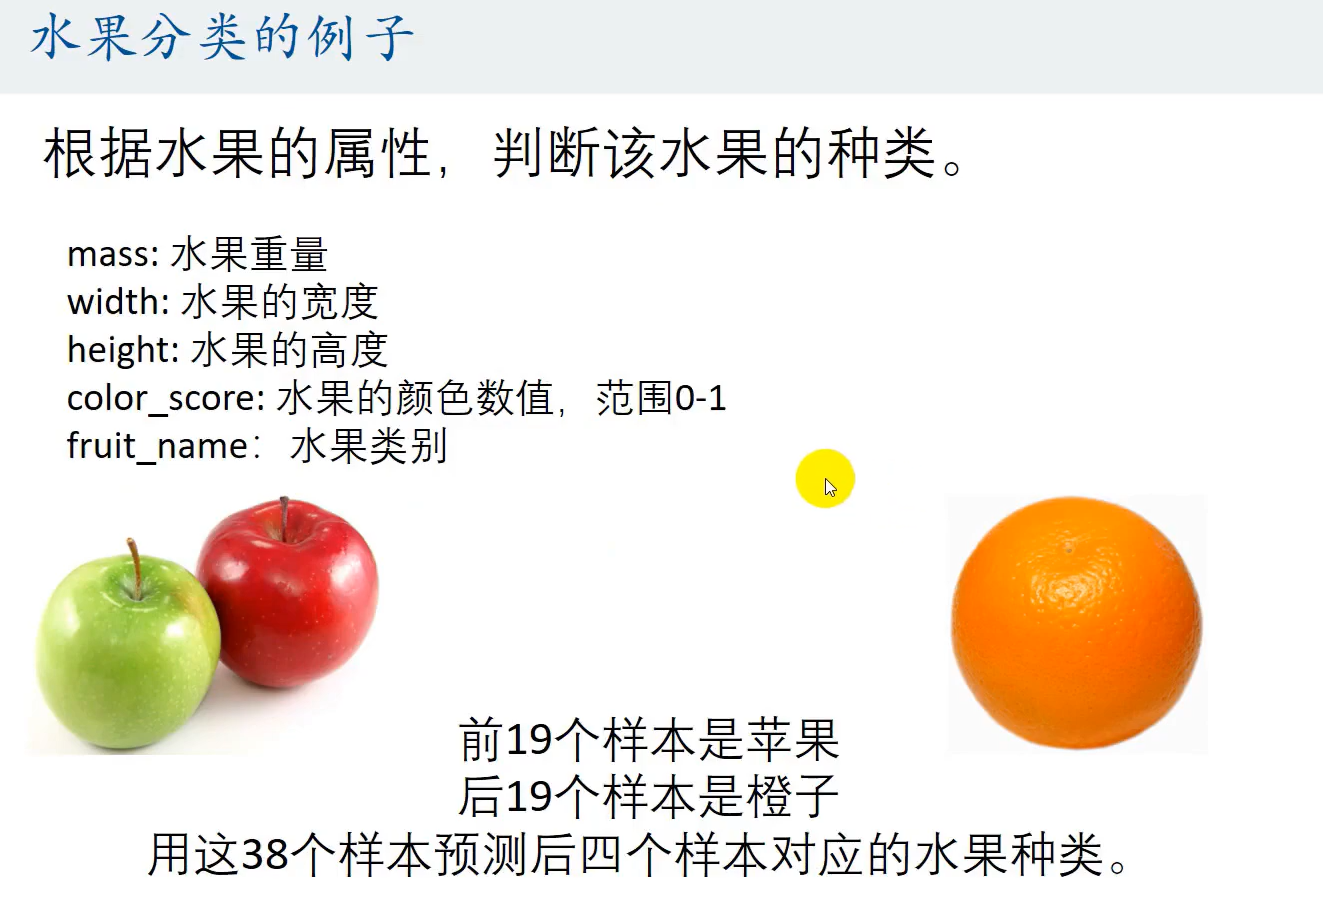 水果分类的例子
根据水果的属性，判断该水果的种类。
mass: 水果重量
width: 水果的宽度
height: 水果的高度
color_score: 水果的颜色数值，范围0-1
fruit_name：水果类别
前19个样本是苹果
后19个样本是橙子
用这38个样本预测后四个样本对应的水果种类。